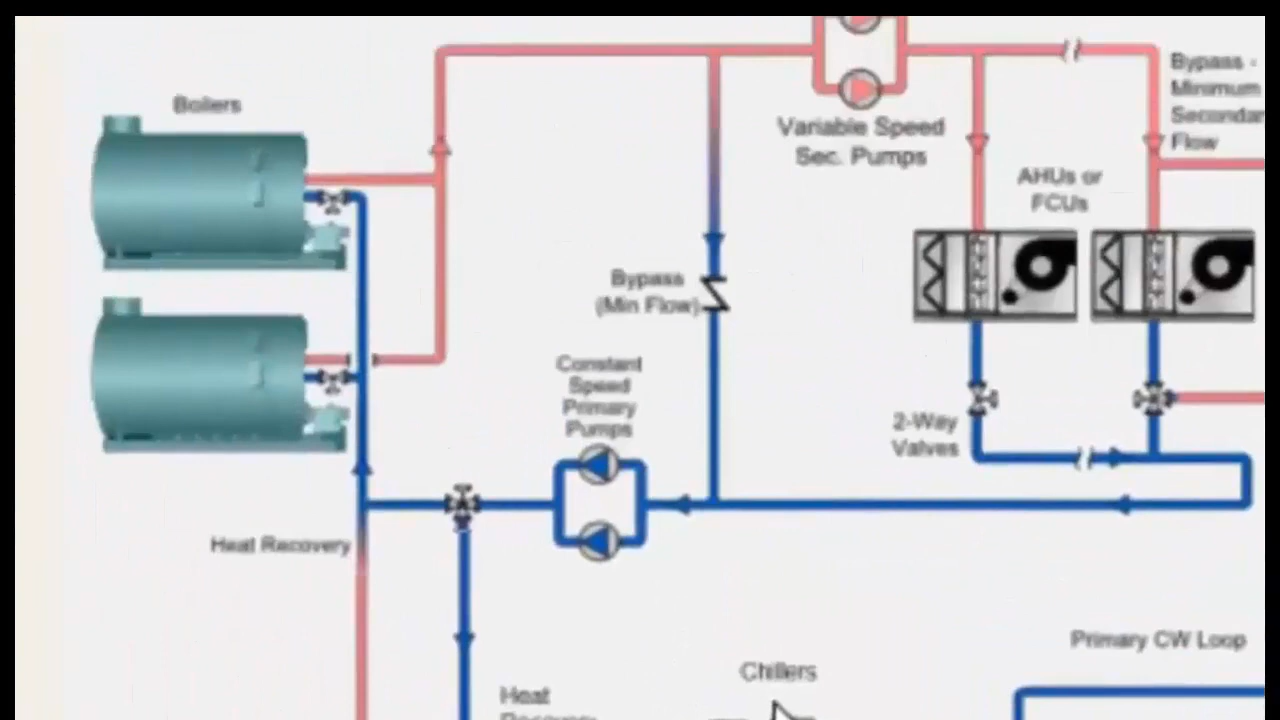 Boilers
Variable Speed
Sec. Pumps
Bypass -
Minimum
Secondar
Flow
AHUs or
FCUs
Bypass
(Min Flow)
Constant
Speed
Primary
Pumps
2-Way
Valves
Heat Recovery
Primary CW Loop
Chillers
Heat
Recovery